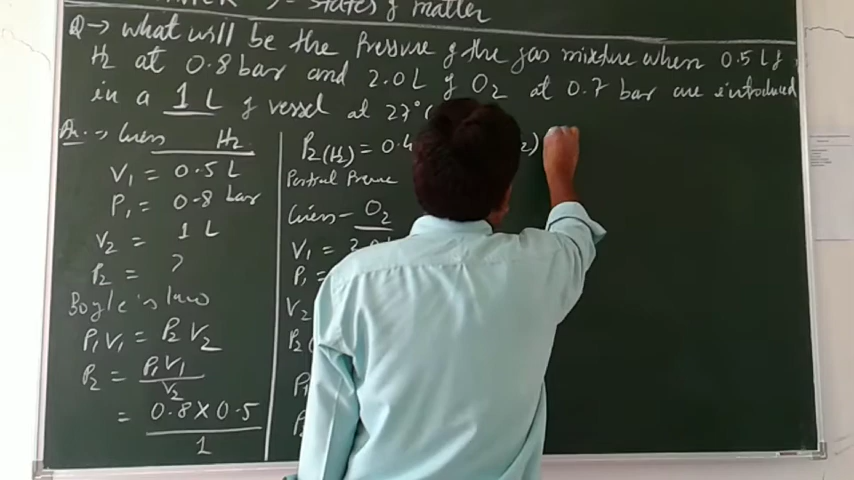 states of matter
Q → What will be the Pressure of the gas mixture when 0.5 L of
H2 at 0.8 bar and 2.0 L of O2 at 0.7 bar are introduced
in a 1 L of vessel at 27°
An. → Given H2
V1 = 0.5 L
P1 = 0.8 bar
V2 = 1 L
P2 = ?
Boyle's law
P1V1 = P2 V2
P2 = P1V1
V2
= 0.8 X 0.5
1
P2(H2) = 0.4
Partial
Given - O2
V1 =
P1 =
V2
P2